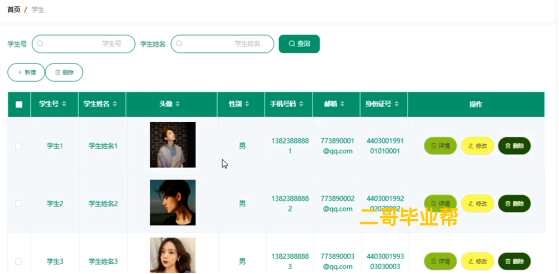 首页 / 学生
学生号 学生号 学生姓名 学生姓名 查询
新增 删除
学生号 学生姓名 头像 性别 手机号码 邮箱 身份证号 操作
学生1 学生姓名1 男 13823888881 773890001@qq.com 440300199101010001 详情 修改 删除
学生2 学生姓名2 男 13823888882 773890002@qq.com 440300199202020002 详情 修改 删除
二哥毕业帮
学生3 学生姓名3 女 13823888883 773890003@qq.com 440300199303030003 详情 修改 删除